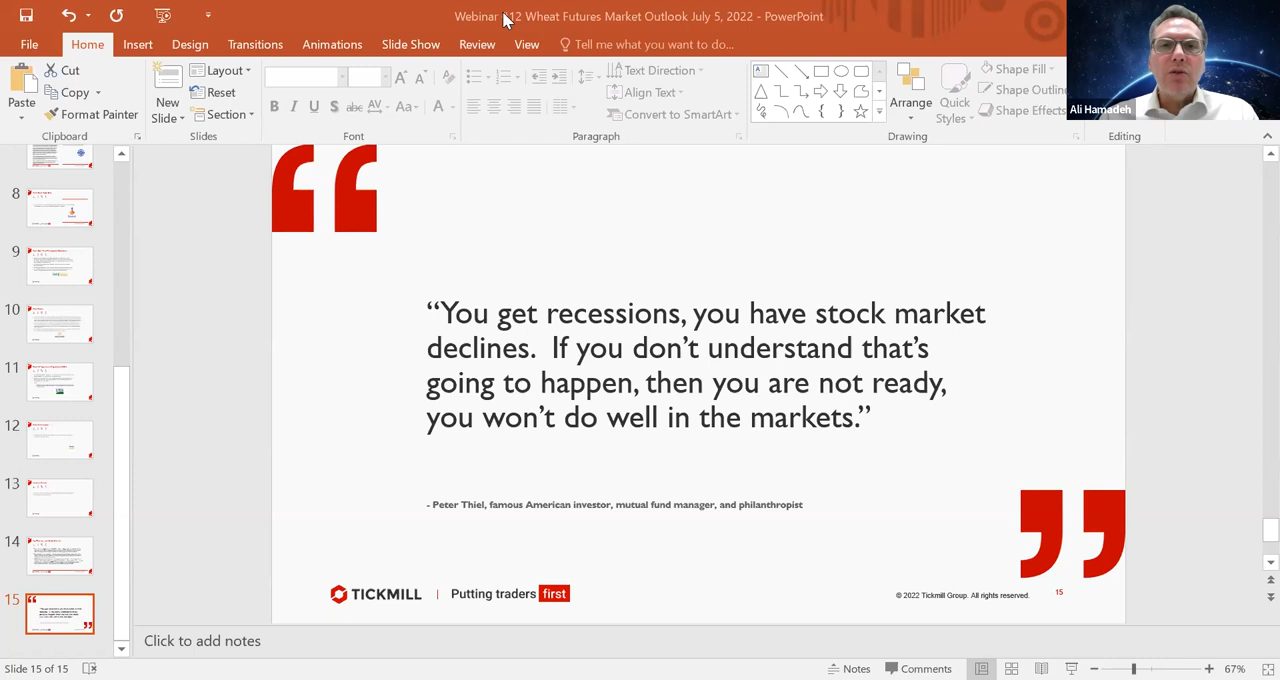 Webinar #12 Wheat Futures Market Outlook July 5, 2022 - PowerPoint
File
Home
Insert
Design
Transitions
Animations
Slide Show
Review
View
Tell me what you want to do...
Ali Hamadeh
Paste
Cut
Copy
Format Painter
Clipboard
New
Slide
Layout
Reset
Section
Slides
B I U S abc AV Aa A
Font
Text Direction
Align Text
Convert to SmartArt
Paragraph
Arrange
Quick
Styles
Shape Fill
Shape Outline
Shape Effects
Drawing
Editing
8
9
10
11
12
13
14
15
“You get recessions, you have stock market
declines. If you don’t understand that’s
going to happen, then you are not ready,
you won’t do well in the markets.”
- Peter Thiel, famous American investor, mutual fund manager, and philanthropist
TICKMILL | Putting traders first
© 2022 Tickmill Group. All rights reserved.
15
Click to add notes
Slide 15 of 15
Notes
Comments
67%